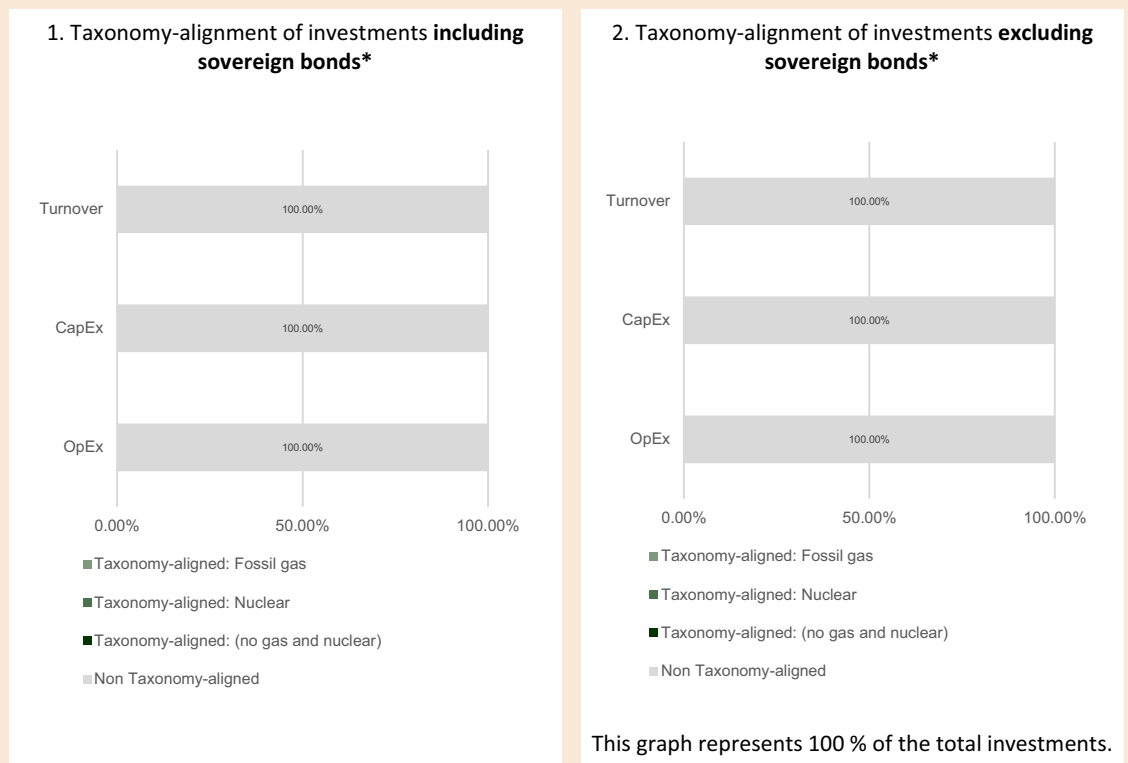 1. Taxonomy-alignment of investments including
sovereign bonds*
Turnover
100.00%
CapEx
100.00%
OpEx
100.00%
0.00%
50.00%
100.00%
Taxonomy-aligned: Fossil gas
Taxonomy-aligned: Nuclear
Taxonomy-aligned: (no gas and nuclear)
Non Taxonomy-aligned
2. Taxonomy-alignment of investments excluding
sovereign bonds*
Turnover
100.00%
CapEx
100.00%
OpEx
100.00%
0.00%
50.00%
100.00%
Taxonomy-aligned: Fossil gas
Taxonomy-aligned: Nuclear
Taxonomy-aligned: (no gas and nuclear)
Non Taxonomy-aligned
This graph represents 100 % of the total investments.